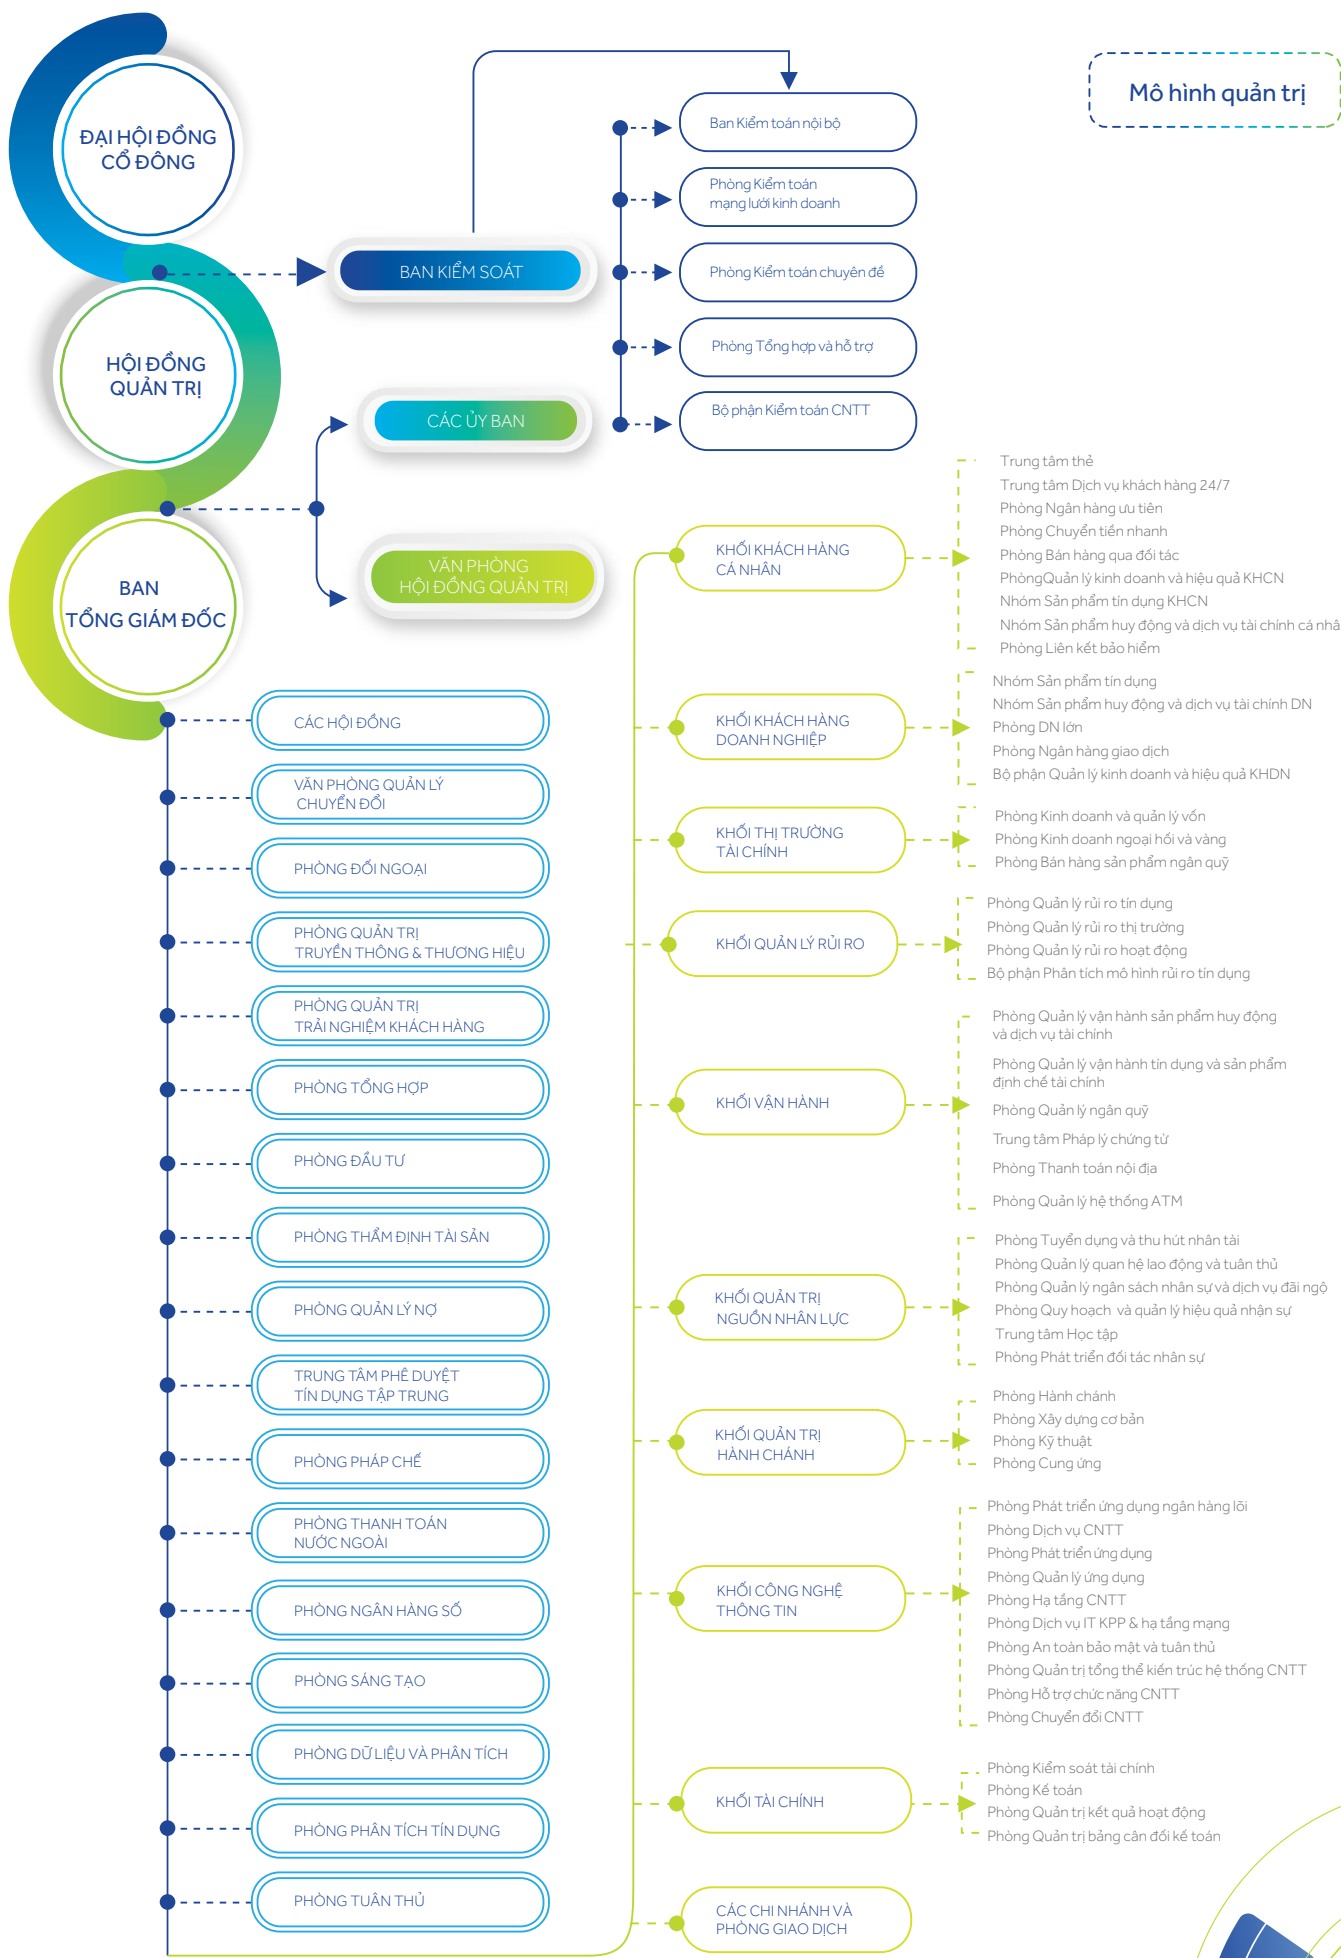 Mô hình quản trị
ĐẠI HỘI ĐỒNG
CỔ ĐÔNG
HỘI ĐỒNG
QUẢN TRỊ
BAN
TỔNG GIÁM ĐỐC
BAN KIỂM SOÁT
CÁC ỦY BAN
VĂN PHÒNG
HỘI ĐỒNG QUẢN TRỊ
Ban Kiểm toán nội bộ
Phòng Kiểm toán
mạng lưới kinh doanh
Phòng Kiểm toán chuyên đề
Phòng Tổng hợp và hỗ trợ
Bộ phận Kiểm toán CNTT
CÁC HỘI ĐỒNG
VĂN PHÒNG QUẢN LÝ
CHUYỂN ĐỔI
PHÒNG ĐỐI NGOẠI
PHÒNG QUẢN TRỊ
TRUYỀN THÔNG & THƯƠNG HIỆU
PHÒNG QUẢN TRỊ
TRẢI NGHIỆM KHÁCH HÀNG
PHÒNG TỔNG HỢP
PHÒNG ĐẦU TƯ
PHÒNG THẨM ĐỊNH TÀI SẢN
PHÒNG QUẢN LÝ NỢ
TRUNG TÂM PHÊ DUYỆT
TÍN DỤNG TẬP TRUNG
PHÒNG PHÁP CHẾ
PHÒNG THANH TOÁN
NƯỚC NGOÀI
PHÒNG NGÂN HÀNG SỐ
PHÒNG SÁNG TẠO
PHÒNG DỮ LIỆU VÀ PHÂN TÍCH
PHÒNG PHÂN TÍCH TÍN DỤNG
PHÒNG TUÂN THỦ
KHỐI KHÁCH HÀNG
CÁ NHÂN
Trung tâm thẻ
Trung tâm Dịch vụ khách hàng 24/7
Phòng Ngân hàng ưu tiên
Phòng Chuyển tiền nhanh
Phòng Bán hàng qua đối tác
PhòngQuản lý kinh doanh và hiệu quả KHCN
Nhóm Sản phẩm tín dụng KHCN
Nhóm Sản phẩm huy động và dịch vụ tài chính cá nhâ
Phòng Liên kết bảo hiểm
KHỐI KHÁCH HÀNG
DOANH NGHIỆP
Nhóm Sản phẩm tín dụng
Nhóm Sản phẩm huy động và dịch vụ tài chính DN
Phòng DN lớn
Phòng Ngân hàng giao dịch
Bộ phận Quản lý kinh doanh và hiệu quả KHDN
KHỐI THỊ TRƯỜNG
TÀI CHÍNH
Phòng Kinh doanh và quản lý vốn
Phòng Kinh doanh ngoại hối và vàng
Phòng Bán hàng sản phẩm ngân quỹ
KHỐI QUẢN LÝ RỦI RO
Phòng Quản lý rủi ro tín dụng
Phòng Quản lý rủi ro thị trường
Phòng Quản lý rủi ro hoạt động
Bộ phận Phân tích mô hình rủi ro tín dụng
KHỐI VẬN HÀNH
Phòng Quản lý vận hành sản phẩm huy động
và dịch vụ tài chính
Phòng Quản lý vận hành tín dụng và sản phẩm
định chế tài chính
Phòng Quản lý ngân quỹ
Trung tâm Pháp lý chứng từ
Phòng Thanh toán nội địa
Phòng Quản lý hệ thống ATM
KHỐI QUẢN TRỊ
NGUỒN NHÂN LỰC
Phòng Tuyển dụng và thu hút nhân tài
Phòng Quản lý quan hệ lao động và tuân thủ
Phòng Quản lý ngân sách nhân sự và dịch vụ đãi ngộ
Phòng Quy hoạch và quản lý hiệu quả nhận sự
Trung tâm Học tập
Phòng Phát triển đối tác nhân sự
KHỐI QUẢN TRỊ
HÀNH CHÁNH
Phòng Hành chánh
Phòng Xây dựng cơ bản
Phòng Kỹ thuật
Phòng Cung ứng
KHỐI CÔNG NGHỆ
THÔNG TIN
Phòng Phát triển ứng dụng ngân hàng lõi
Phòng Dịch vụ CNTT
Phòng Phát triển ứng dụng
Phòng Quản lý ứng dụng
Phòng Hạ tầng CNTT
Phòng Dịch vụ IT KPP & hạ tầng mạng
Phòng An toàn bảo mật và tuân thủ
Phòng Quản trị tổng thể kiến trúc hệ thống CNTT
Phòng Hỗ trợ chức năng CNTT
Phòng Chuyển đổi CNTT
KHỐI TÀI CHÍNH
Phòng Kiểm soát tài chính
Phòng Kế toán
Phòng Quản trị kết quả hoạt động
Phòng Quản trị bảng cân đối kế toán
CÁC CHI NHÁNH VÀ
PHÒNG GIAO DỊCH